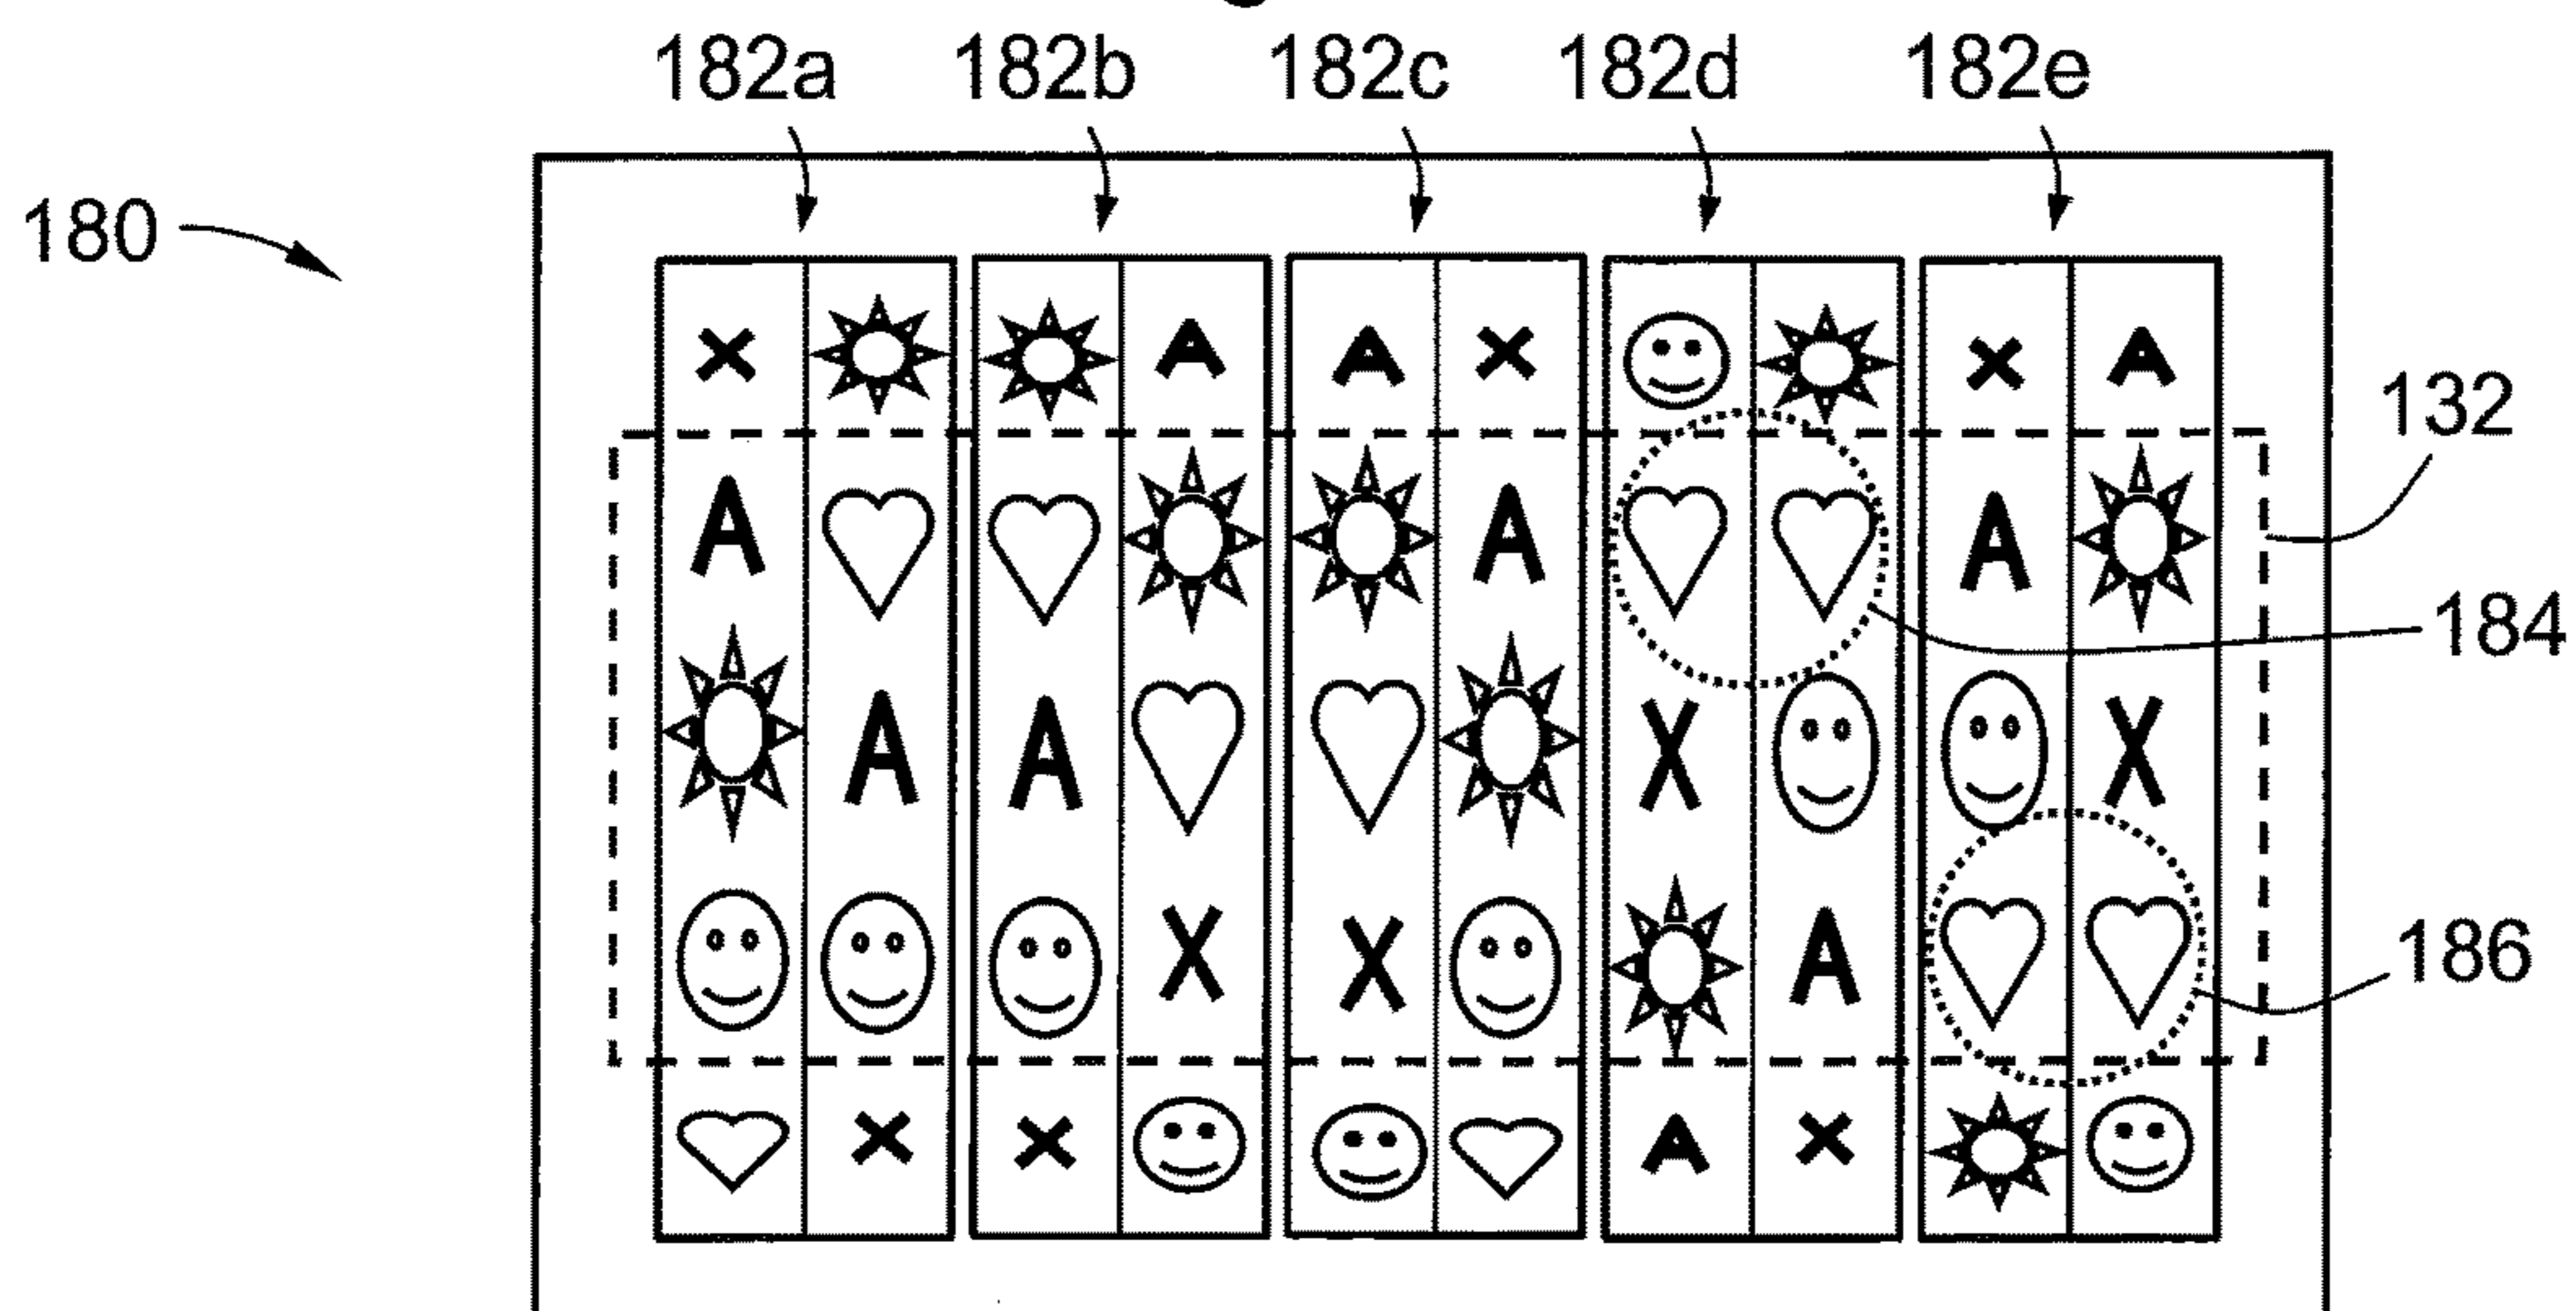 182a 182b 182c 182d 182e
180
X A A X X A
132
A A A
184
A A X X
186
X X A
X X A X